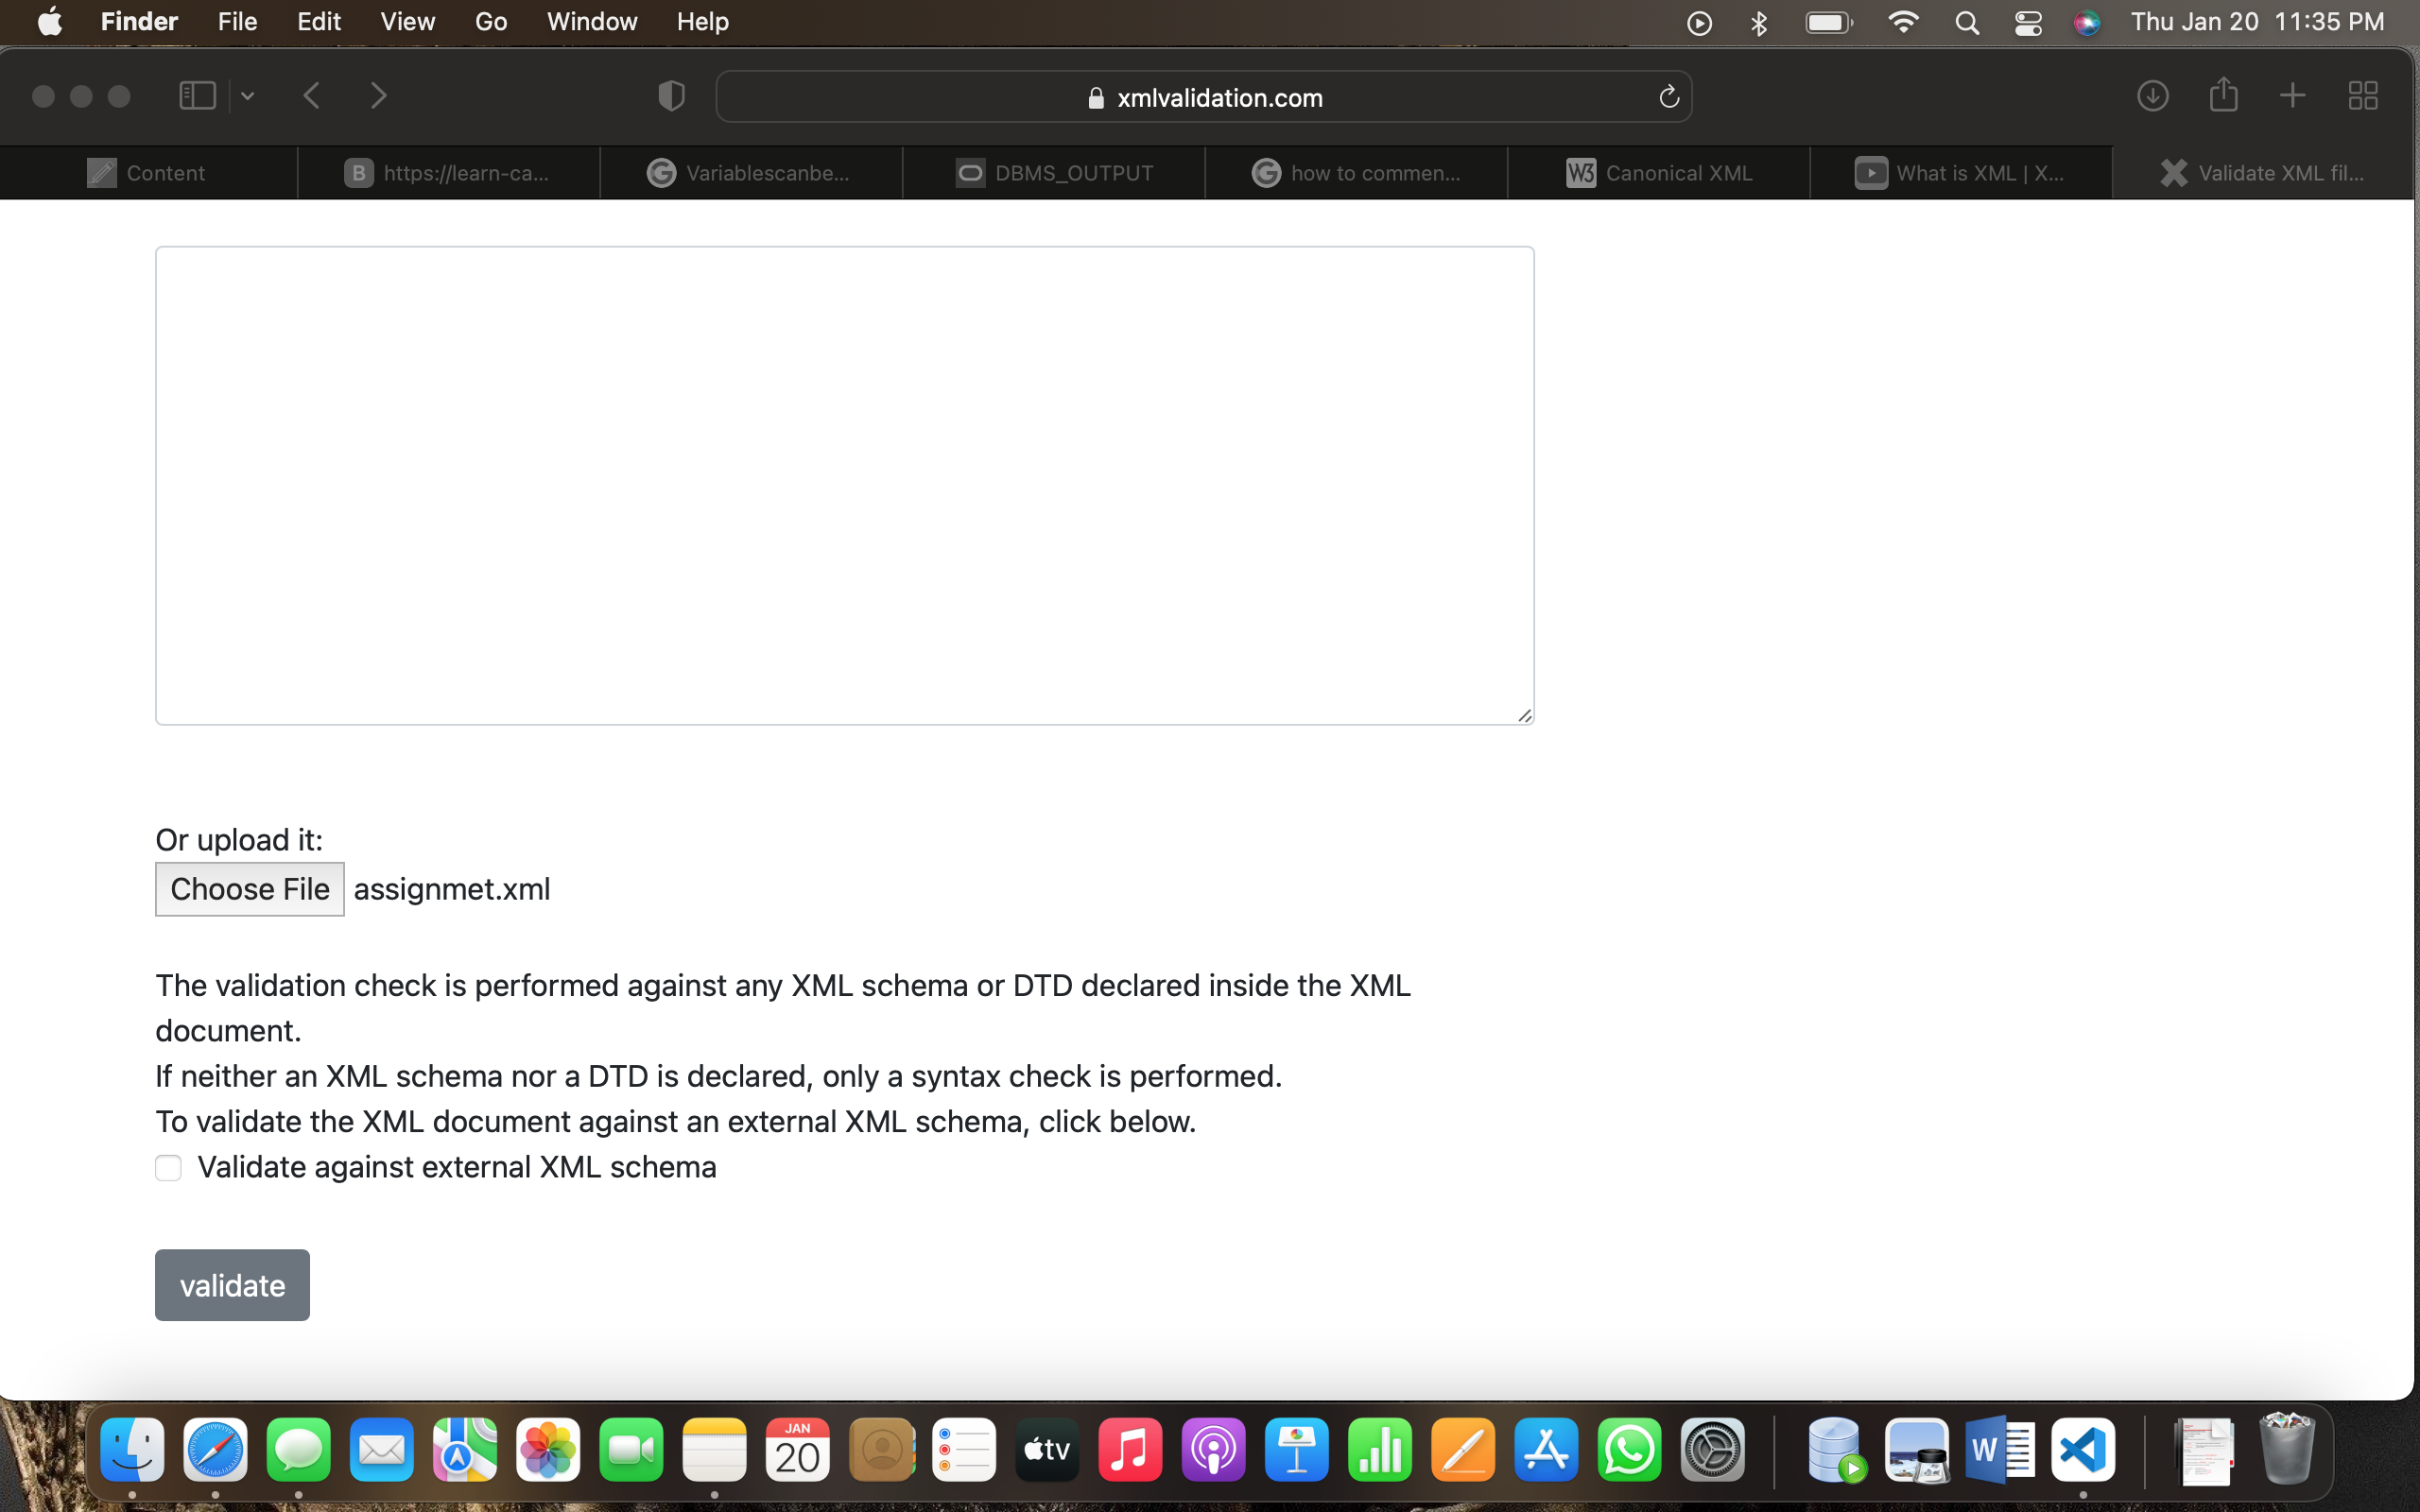 Finder File Edit View Go Window Help Thu Jan 20 11:35 PM
xmlvalidation.com
Content B https://learn-ca... G Variablescanbe... DBMS_OUTPUT G how to commen... W3 Canonical XML What is XML | X... Validate XML fil...
Or upload it:
Choose File assignmet.xml
The validation check is performed against any XML schema or DTD declared inside the XML
document.
If neither an XML schema nor a DTD is declared, only a syntax check is performed.
To validate the XML document against an external XML schema, click below.
Validate against external XML schema
validate
JAN
20
tv
W